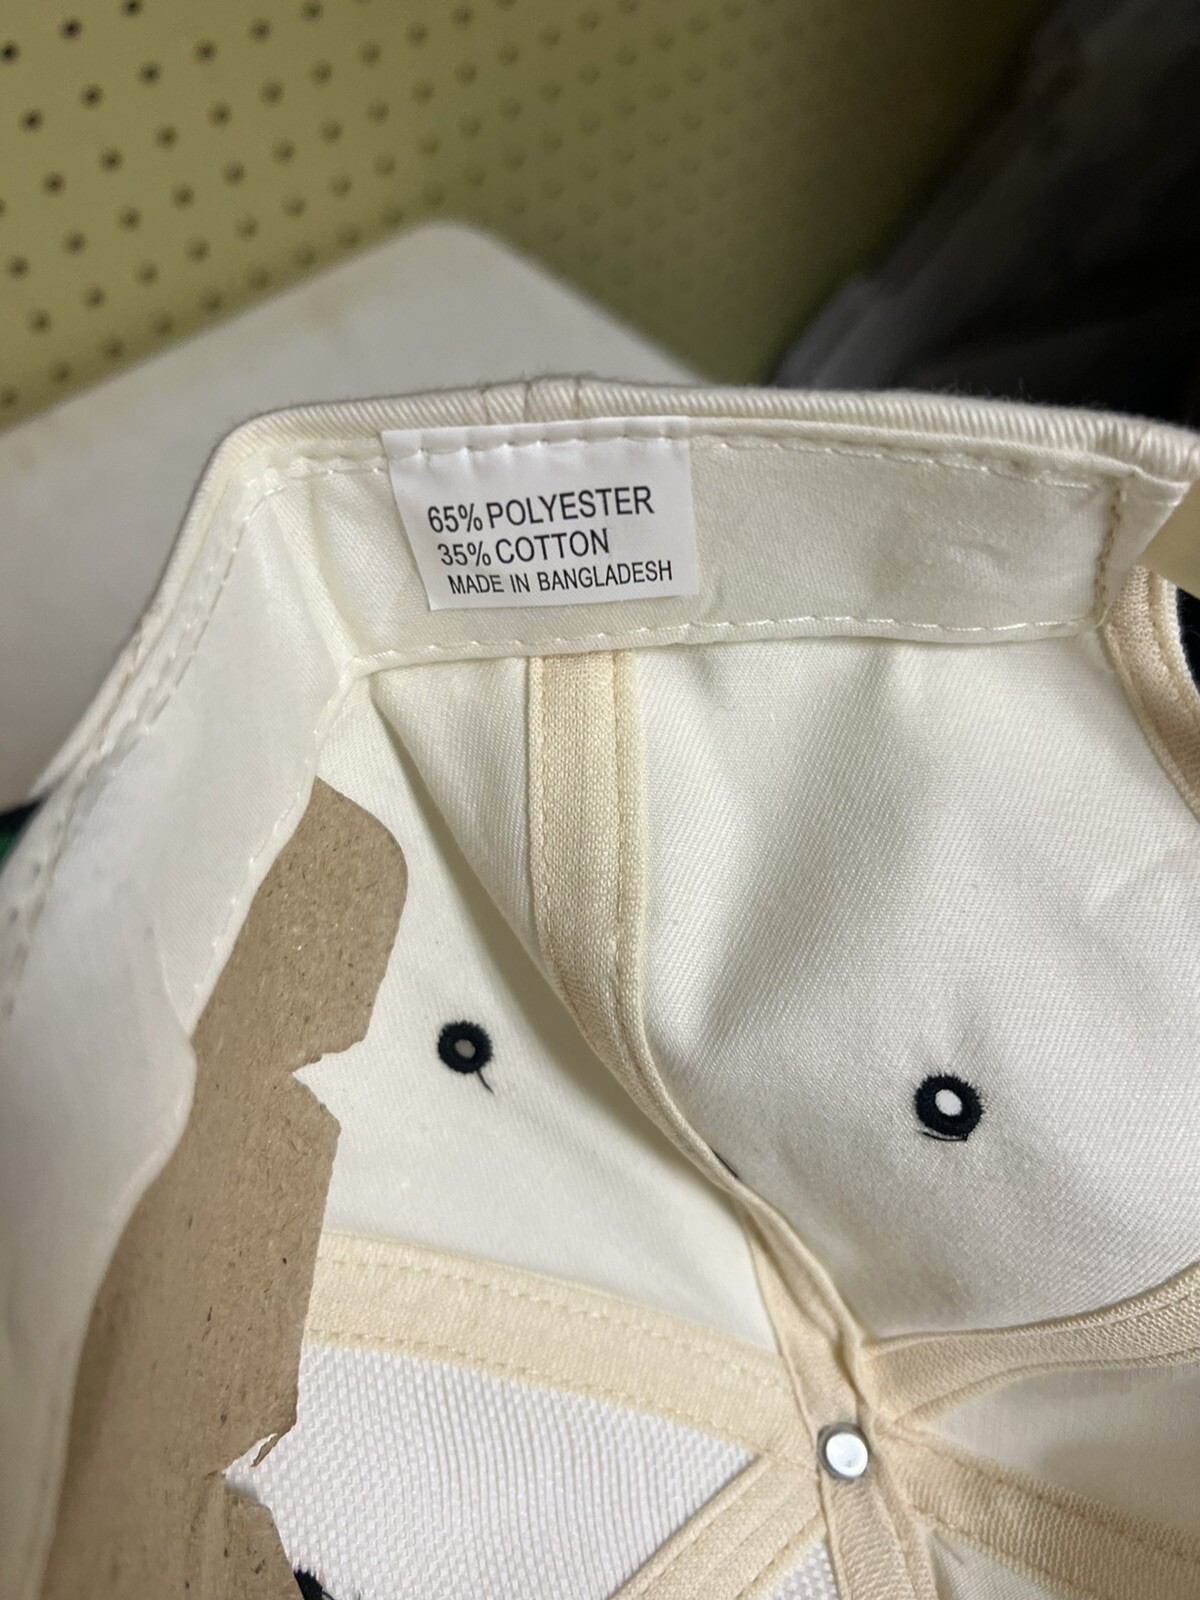 65% POLYESTER
35% COTTON
MADE IN BANGLADESH